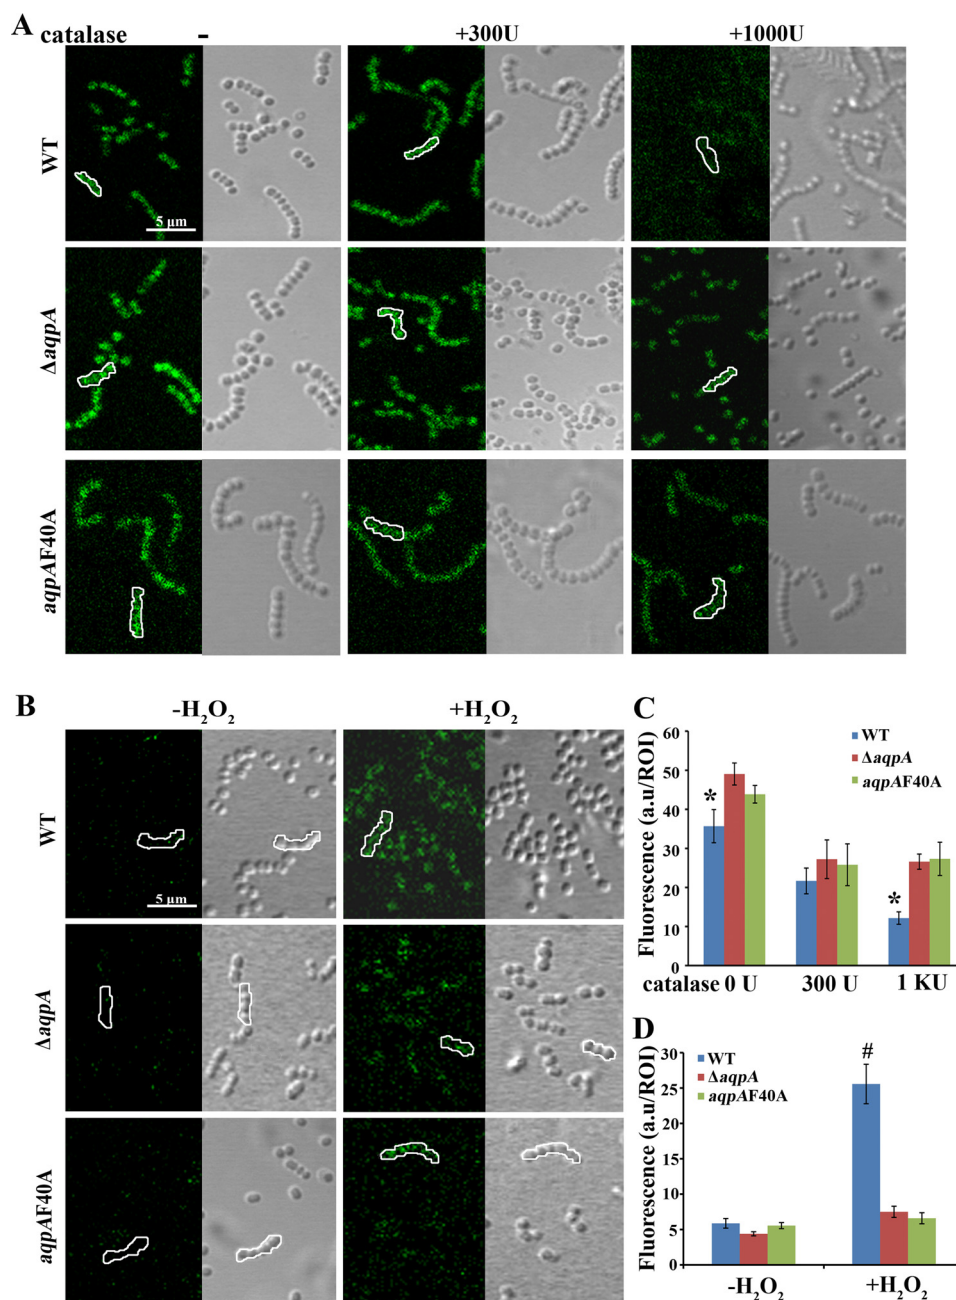 A
catalase - +300U +1000U
WT
5 μm
ΔaqpA
aqpAF40A
B
-H₂O₂ +H₂O₂
WT
5 μm
ΔaqpA
aqpAF40A
C
Fluorescence (a.u/ROI)
60
50
40
30
20
10
0
WT
ΔaqpA
aqpAF40A
*
*
catalase 0 U 300 U 1 KU
D
Fluorescence (a.u/ROI)
30
25
20
15
10
5
0
WT
ΔaqpA
aqpAF40A
#
-H₂O₂ +H₂O₂